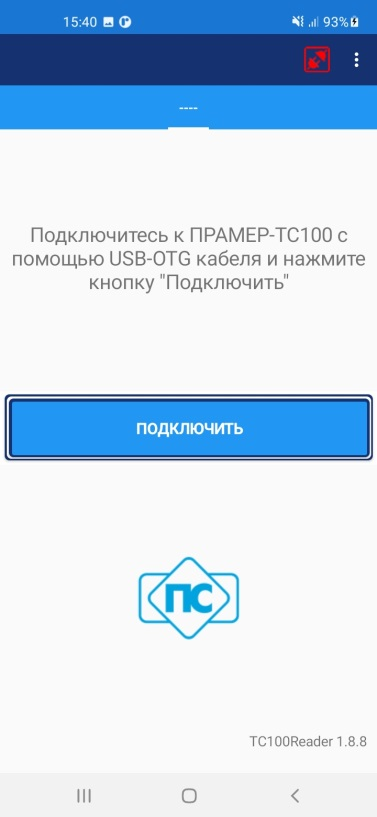 15:40 93%
----
Подключитесь к ПРАМЕР-ТС100 с
помощью USB-OTG кабеля и нажмите
кнопку "Подключить"
ПОДКЛЮЧИТЬ
ПС
TC100Reader 1.8.8